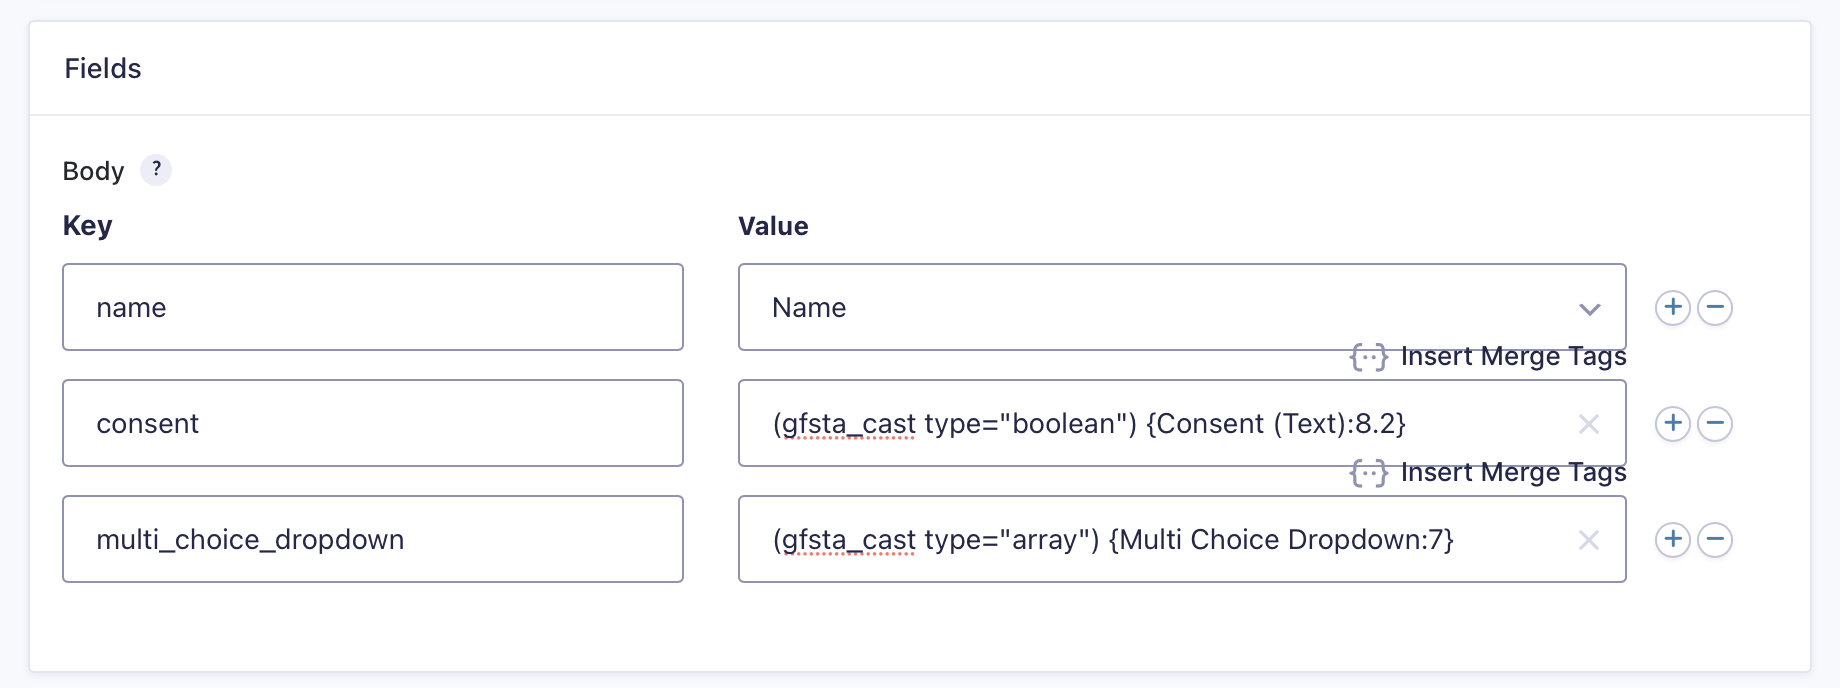 Fields
Body ?
Key Value
name Name
{··} Insert Merge Tags
consent (gfsta_cast type="boolean") {Consent (Text):8.2}
{··} Insert Merge Tags
multi_choice_dropdown (gfsta_cast type="array") {Multi Choice Dropdown:7}